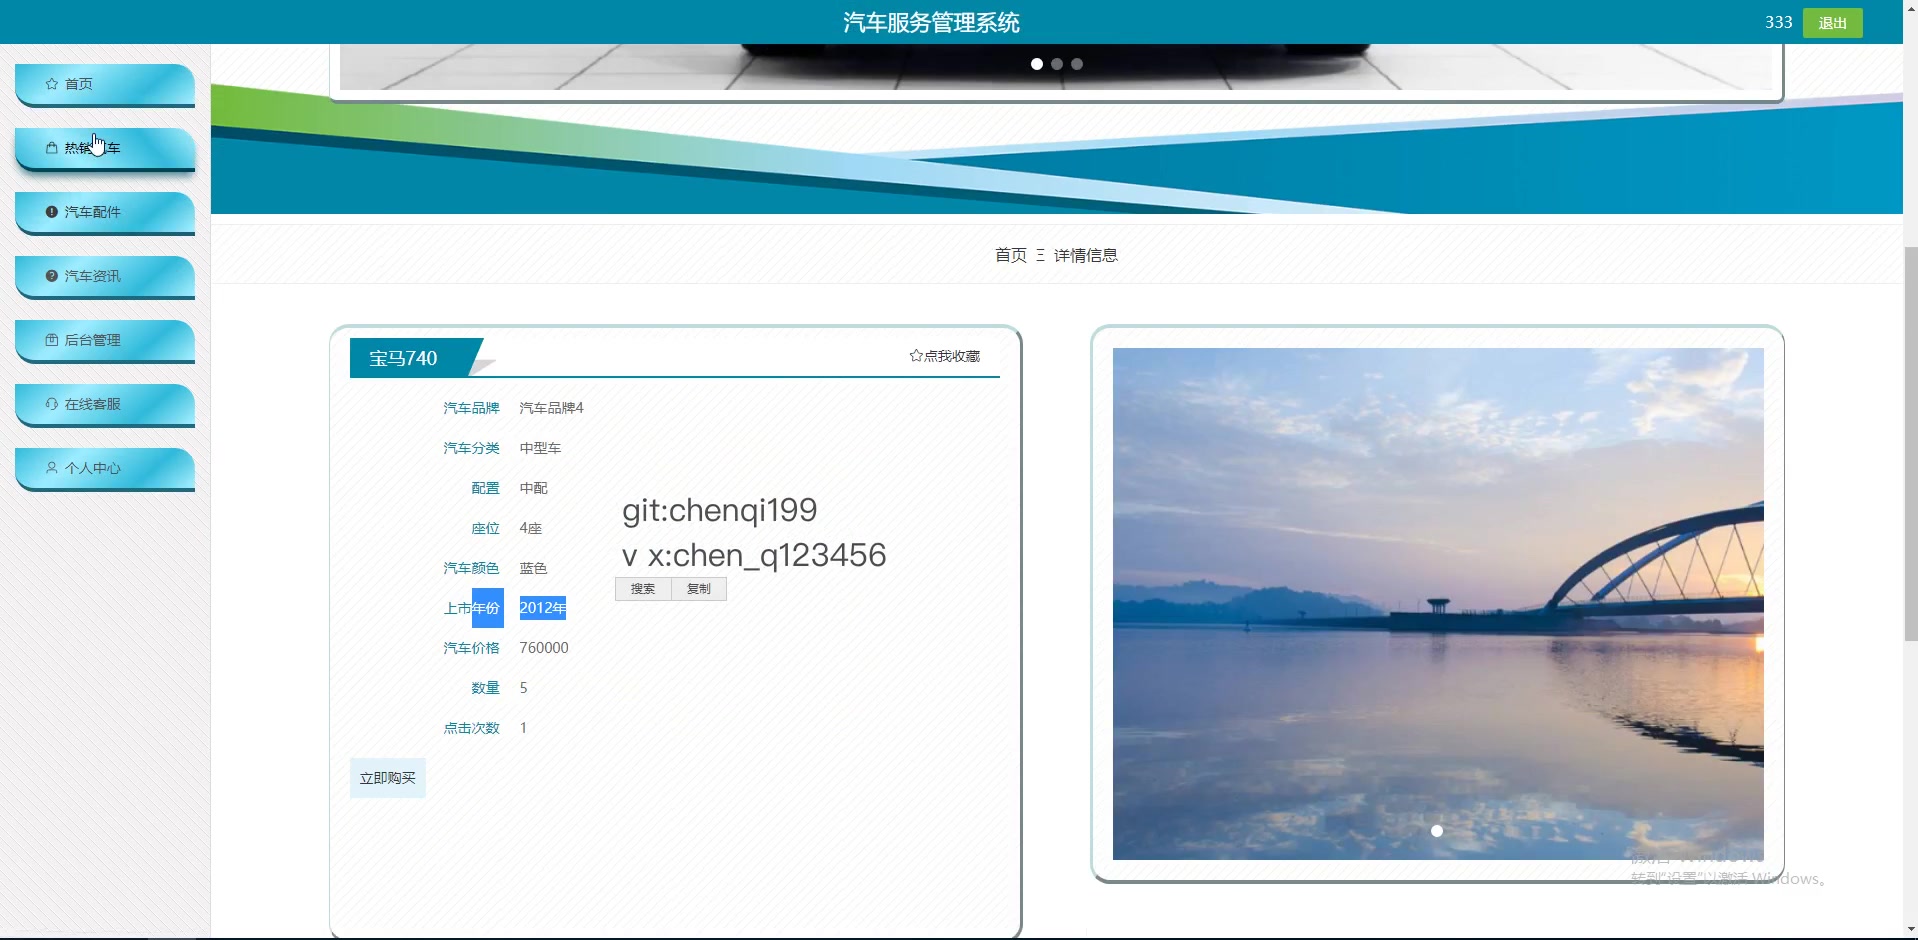 汽车服务管理系统
333
退出
首页
热销汽车
汽车配件
汽车资讯
后台管理
在线客服
个人中心
首页 Ξ 详情信息
宝马740
☆点我收藏
汽车品牌 汽车品牌4
汽车分类 中型车
配置 中配
座位 4座
汽车颜色 蓝色
上市年份 2012年
汽车价格 760000
数量 5
点击次数 1
立即购买
git:chenqi199
v x:chen_q123456
搜索 复制
激活 Windows
转到"设置"以激活 Windows。